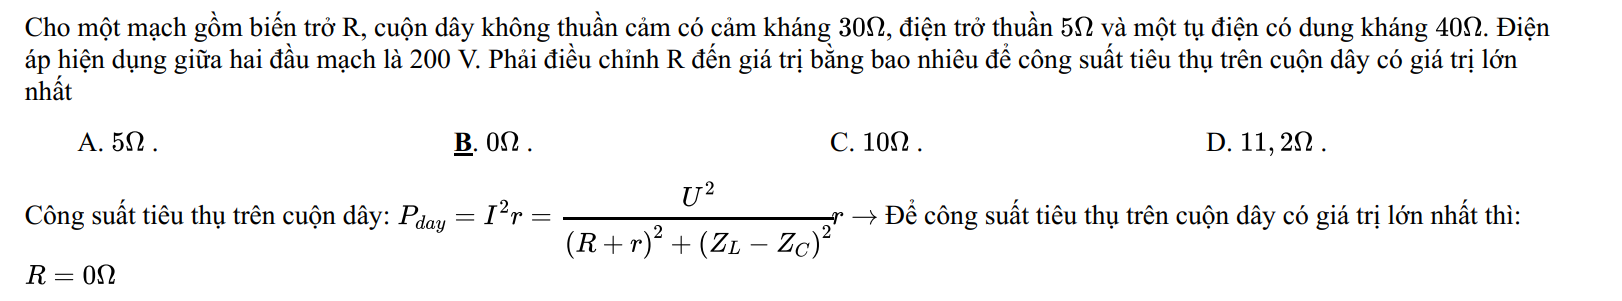 Cho một mạch gồm biến trở R, cuộn dây không thuần cảm có cảm kháng 30Ω, điện trở thuần 5Ω và một tụ điện có dung kháng 40Ω. Điện
áp hiện dụng giữa hai đầu mạch là 200 V. Phải điều chỉnh R đến giá trị bằng bao nhiêu để công suất tiêu thụ trên cuộn dây có giá trị lớn
nhất
A. 5Ω . B. 0Ω . C. 10Ω . D. 11, 2Ω .
Công suất tiêu thụ trên cuộn dây: $P_{day} = I^2 r = \frac{U^2}{(R + r)^2 + (Z_L - Z_C)^2} r$ → Để công suất tiêu thụ trên cuộn dây có giá trị lớn nhất thì:
R = 0Ω